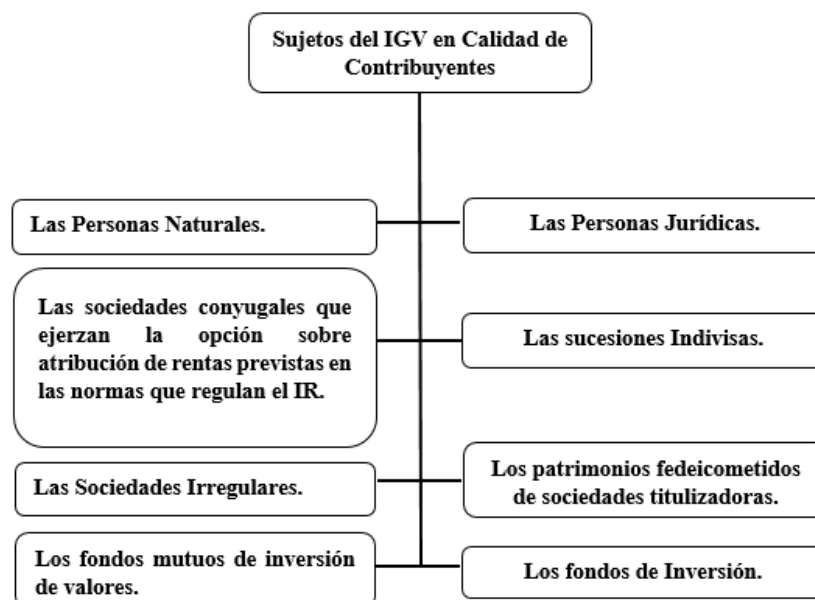 Sujetos del IGV en Calidad de
Contribuyentes
Las Personas Naturales.
Las Personas Jurídicas.
Las sociedades conyugales que
ejerzan la opción sobre
atribución de rentas previstas en
las normas que regulan el IR.
Las sucesiones Indivisas.
Las Sociedades Irregulares.
Los patrimonios fedeicometidos
de sociedades titulizadoras.
Los fondos mutuos de inversión
de valores.
Los fondos de Inversión.